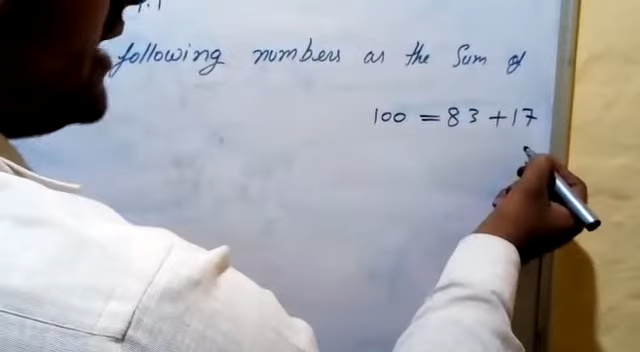 following numbers as the Sum of
100 = 83 + 17